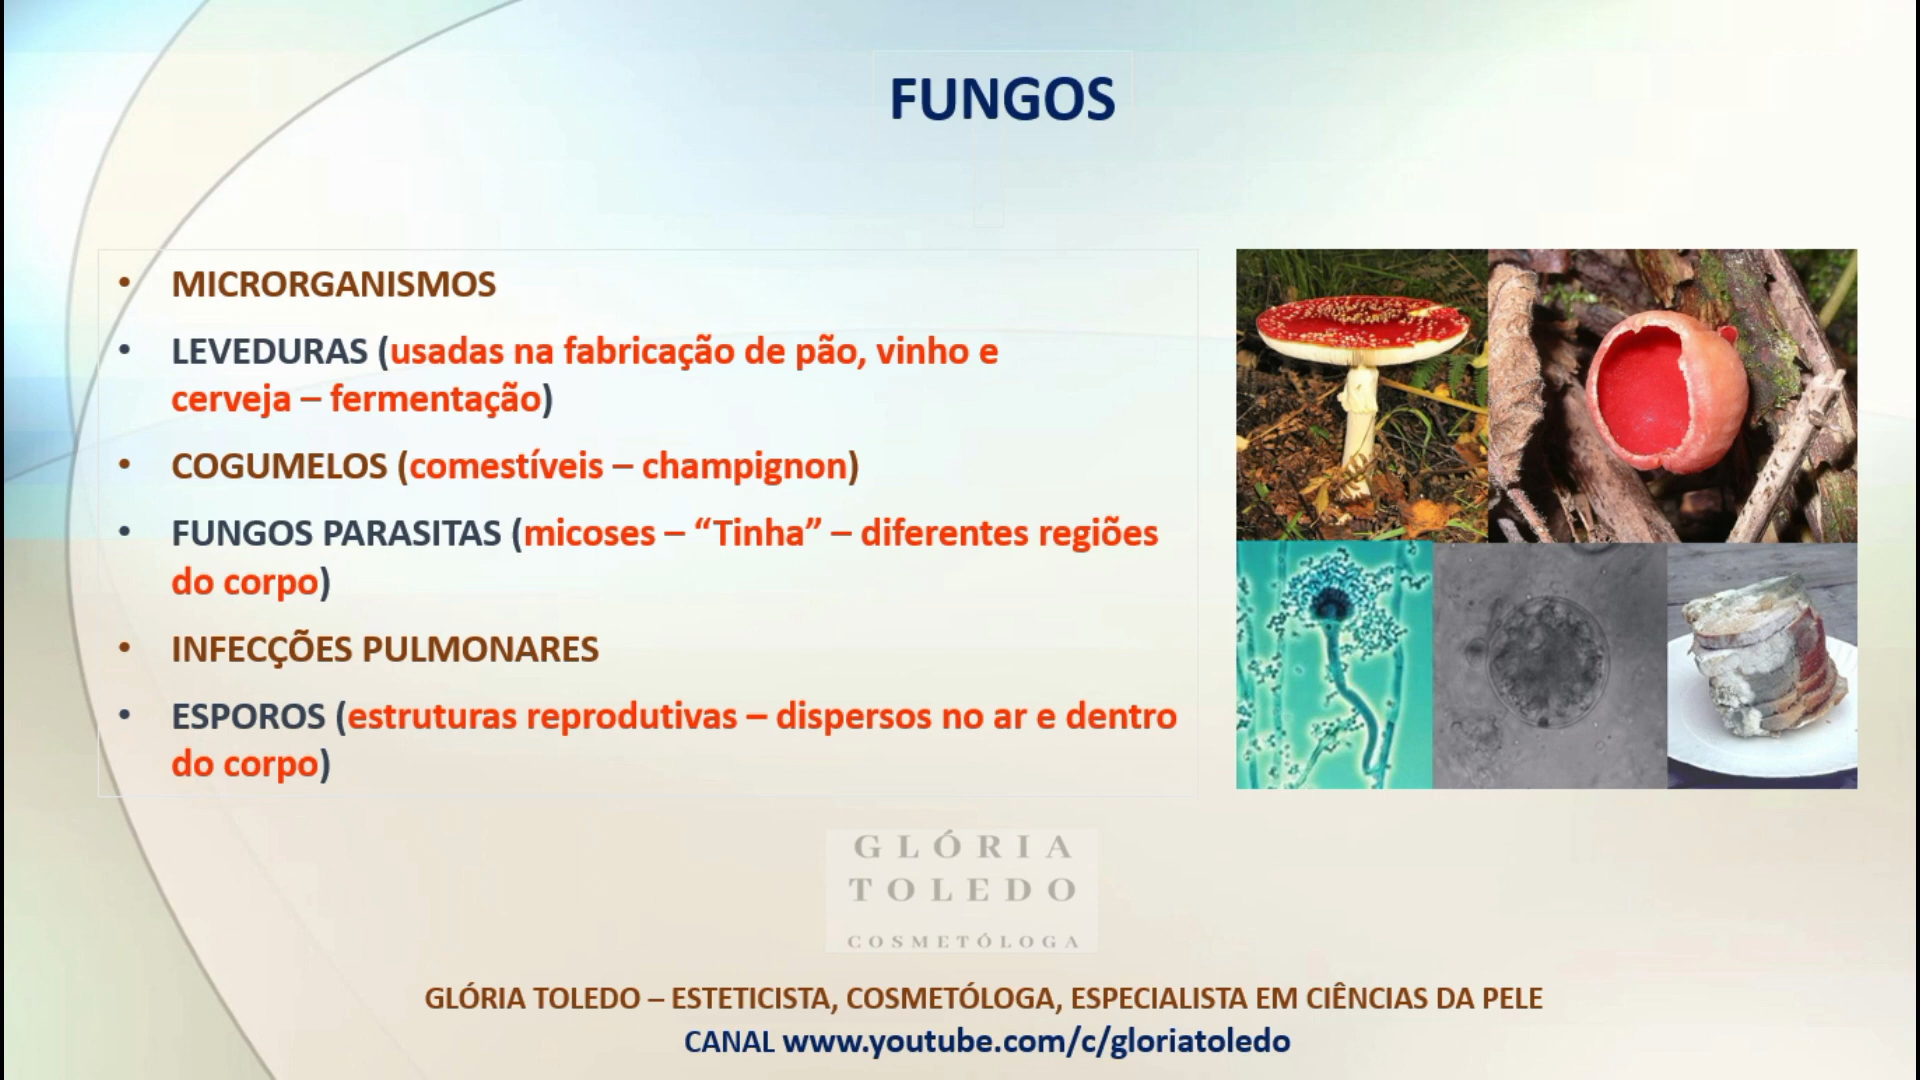 FUNGOS
• MICRORGANISMOS
• LEVEDURAS (usadas na fabricação de pão, vinho e
cerveja – fermentação)
• COGUMELOS (comestíveis – champignon)
• FUNGOS PARASITAS (micoses – “Tinha” – diferentes regiões
do corpo)
• INFECÇÕES PULMONARES
• ESPOROS (estruturas reprodutivas – dispersos no ar e dentro
do corpo)
GLÓRIA
TOLEDO
COSMETÓLOGA
GLÓRIA TOLEDO – ESTETICISTA, COSMETÓLOGA, ESPECIALISTA EM CIÊNCIAS DA PELE
CANAL www.youtube.com/c/gloriatoledo